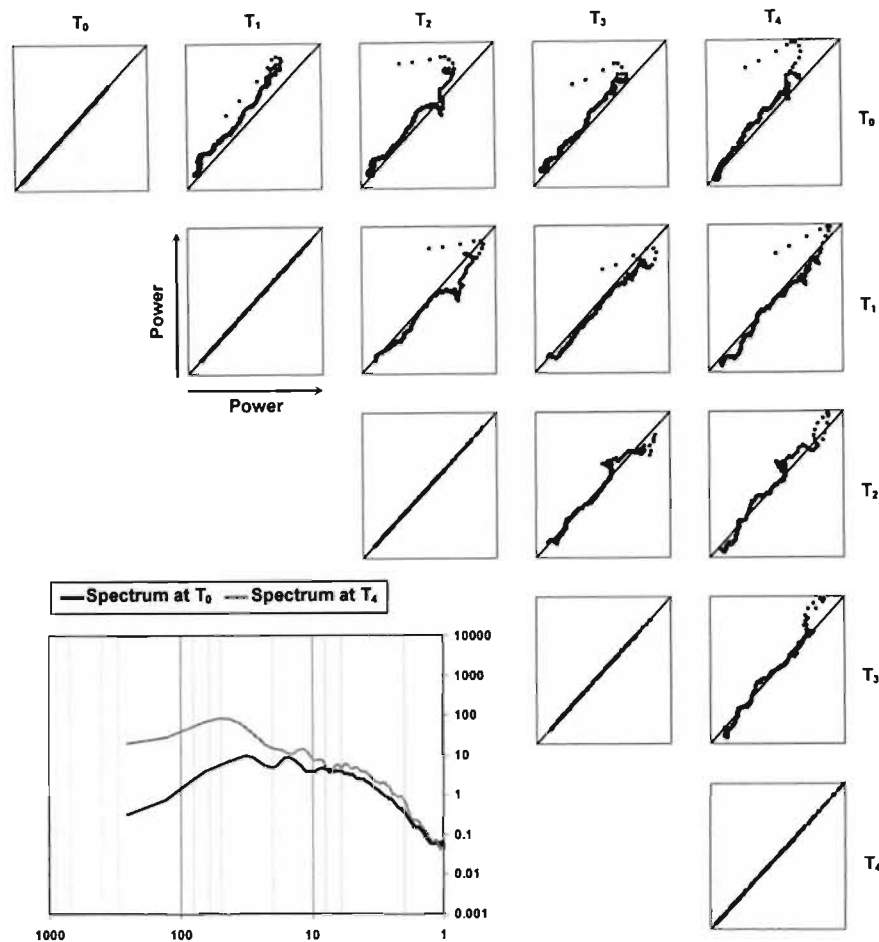 T0 T1 T2 T3 T4
T0
Power
T1
Power
T2
Spectrum at T0 Spectrum at T4
10000
1000
T3
100
10
1
0.1
T4
0.01
0.001
1000 100 10 1